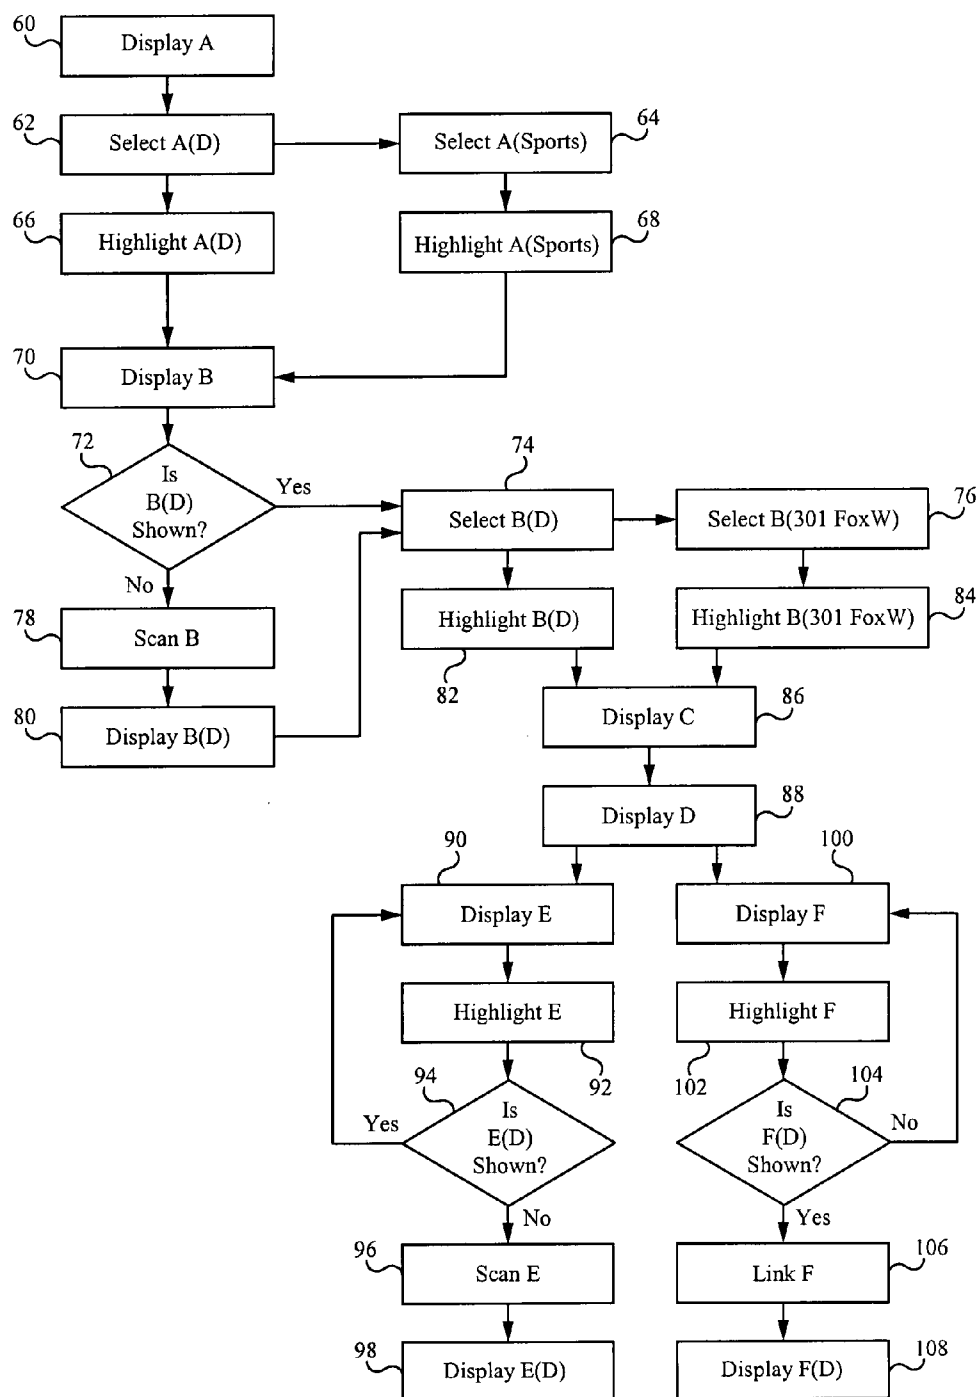 60
Display A
62
Select A(D)
64
Select A(Sports)
66
Highlight A(D)
68
Highlight A(Sports)
70
Display B
72
Is
B(D)
Shown?
Yes
No
74
Select B(D)
76
Select B(301 FoxW)
78
Scan B
80
Display B(D)
Highlight B(D)
82
Highlight B(301 FoxW)
84
Display C
86
Display D
88
90
Display E
100
Display F
Highlight E
92
Highlight F
102
94
Is
E(D)
Shown?
Yes
No
104
Is
F(D)
Shown?
No
Yes
96
Scan E
106
Link F
98
Display E(D)
108
Display F(D)